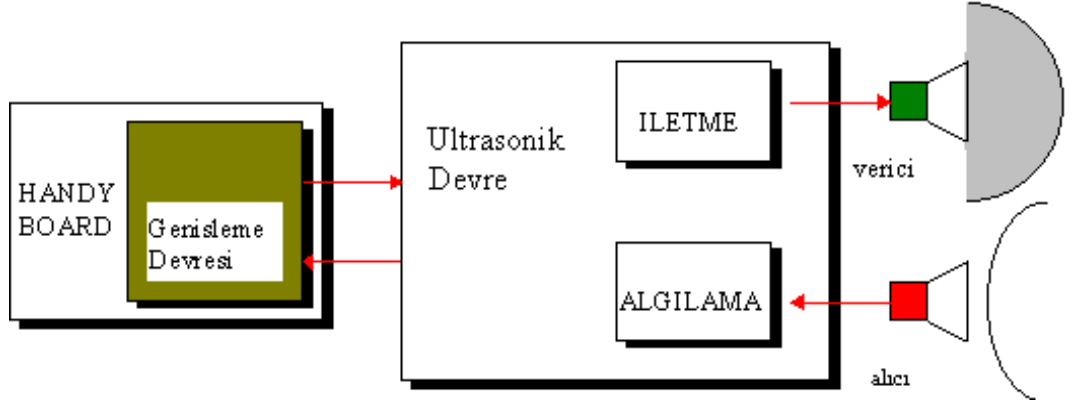 HANDY
BOARD
Genisleme
Devresi
Ultrasonik
Devre
ILETME
verici
ALGILAMA
alıcı